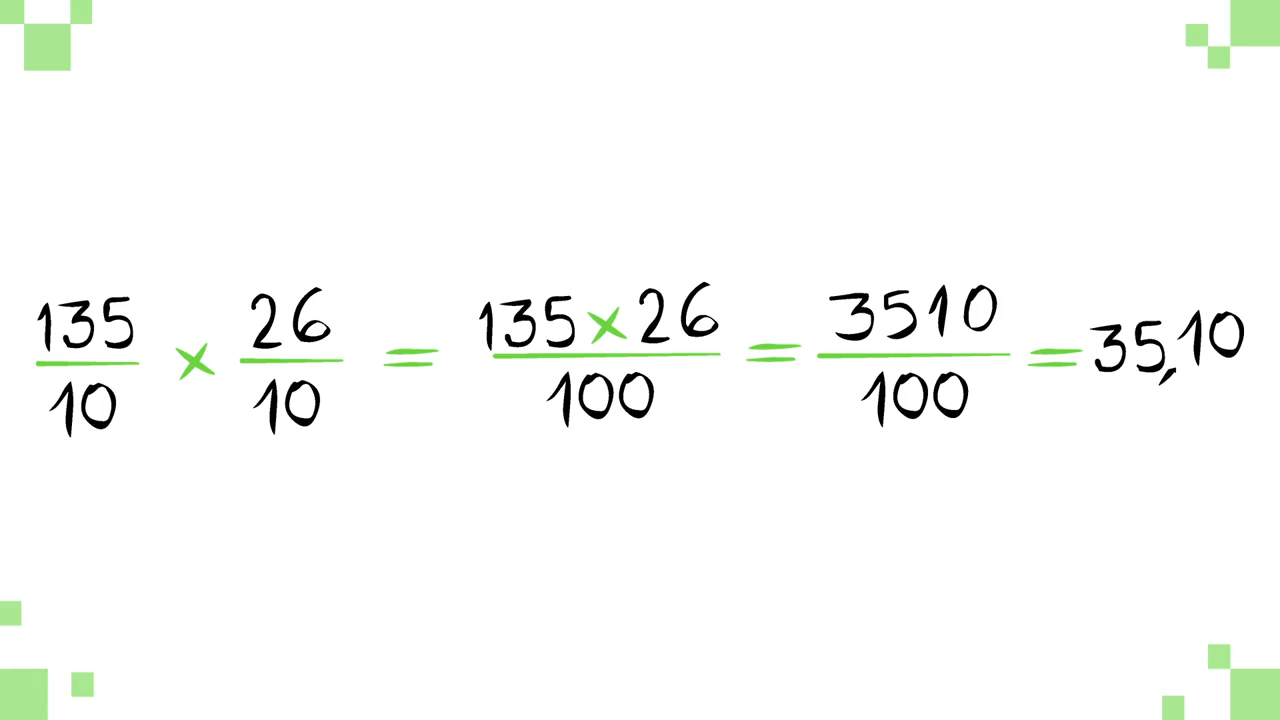 135/10 × 26/10 = 135×26/100 = 3510/100 = 35,10